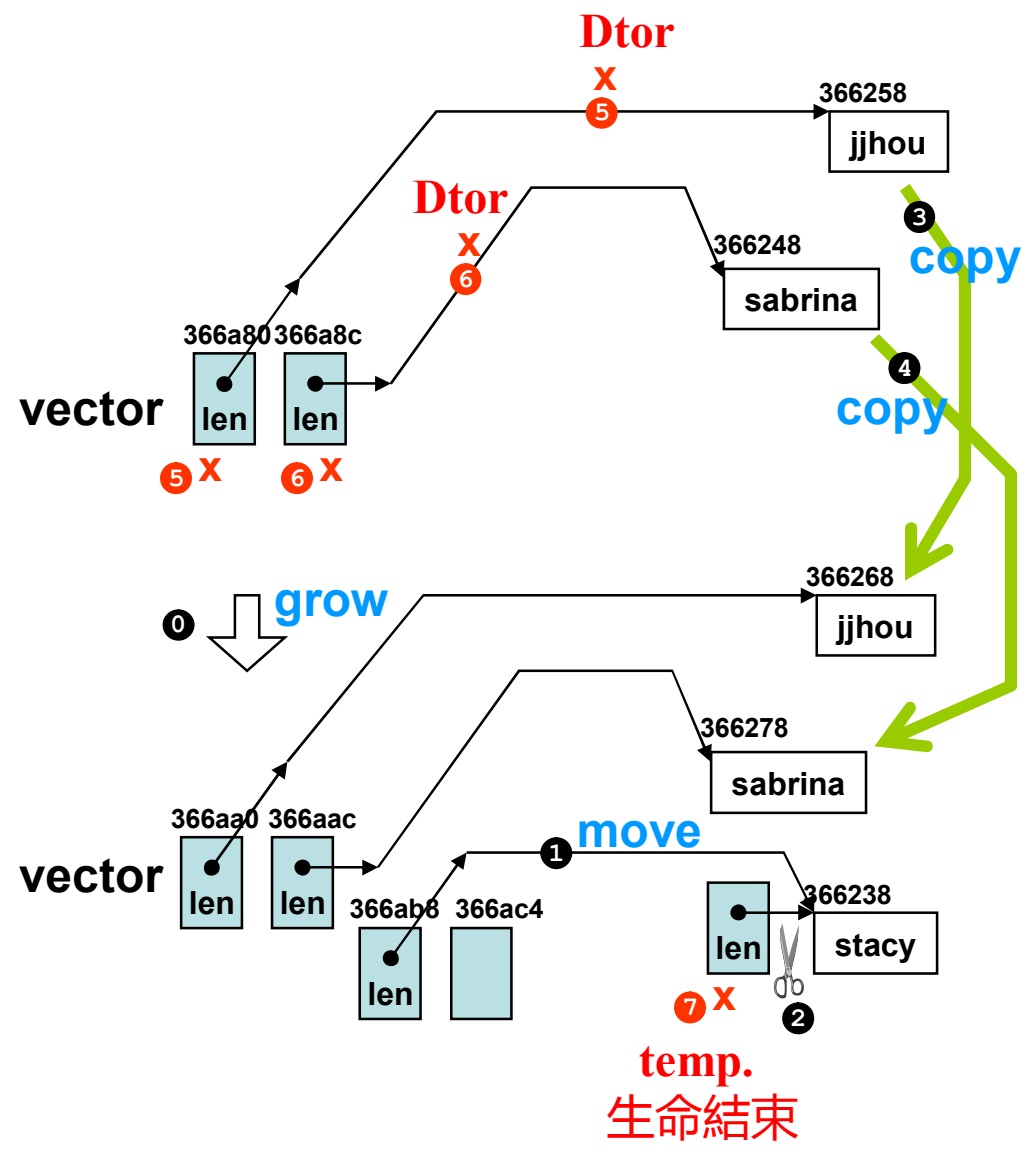 Dtor
x
5
366258
jjhou
Dtor
x
6
3
copy
366248
sabrina
4
copy
366a80 366a8c
vector
len
len
5 x
6 x
0
grow
366268
jjhou
366278
sabrina
366aa0 366aac
vector
len
len
1 move
366ab8 366ac4
len
366238
len
stacy
7 x
2
temp.
生命結束